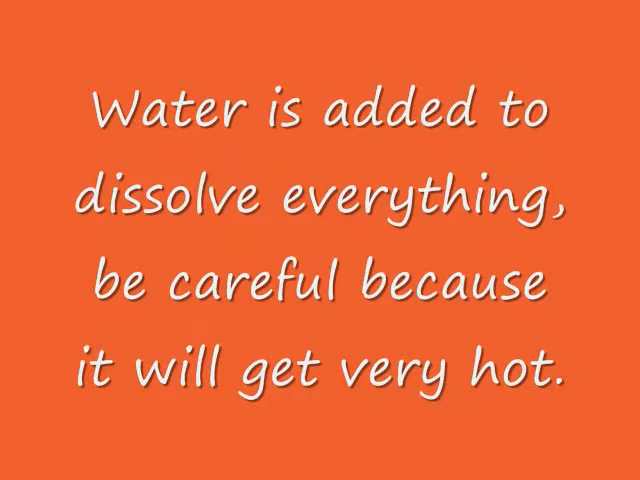 Water is added to
dissolve everything,
be careful because
it will get very hot.